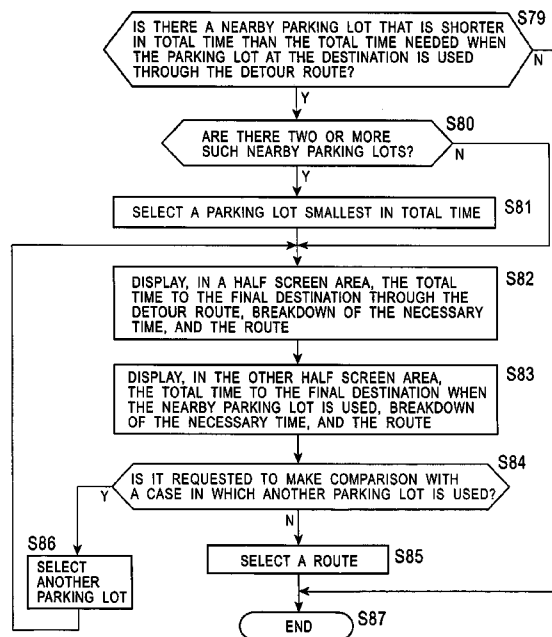 S79
IS THERE A NEARBY PARKING LOT THAT IS SHORTER
IN TOTAL TIME THAN THE TOTAL TIME NEEDED WHEN
THE PARKING LOT AT THE DESTINATION IS USED
THROUGH THE DETOUR ROUTE?
N
Y
S80
ARE THERE TWO OR MORE
SUCH NEARBY PARKING LOTS?
N
Y
S81
SELECT A PARKING LOT SMALLEST IN TOTAL TIME
S82
DISPLAY, IN A HALF SCREEN AREA, THE TOTAL
TIME TO THE FINAL DESTINATION THROUGH THE
DETOUR ROUTE, BREAKDOWN OF THE NECESSARY
TIME, AND THE ROUTE
S83
DISPLAY, IN THE OTHER HALF SCREEN AREA,
THE TOTAL TIME TO THE FINAL DESTINATION WHEN
THE NEARBY PARKING LOT IS USED, BREAKDOWN
OF THE NECESSARY TIME, AND THE ROUTE
S84
IS IT REQUESTED TO MAKE COMPARISON WITH
A CASE IN WHICH ANOTHER PARKING LOT IS USED?
Y
N
S86
SELECT
ANOTHER
PARKING LOT
S85
SELECT A ROUTE
END
S87